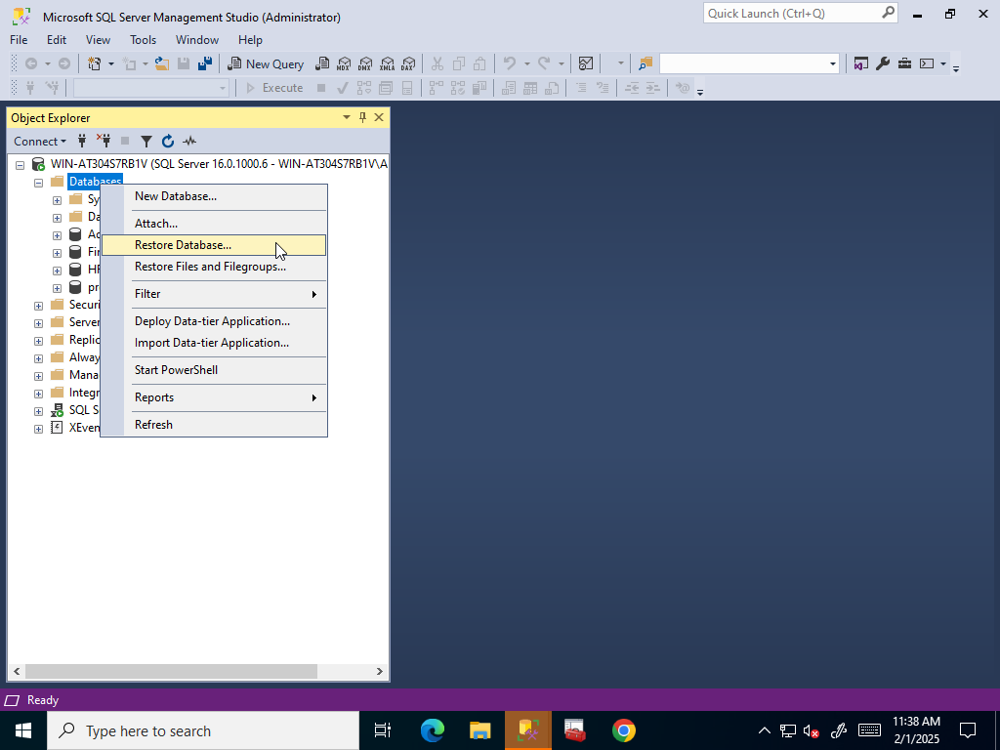 Microsoft SQL Server Management Studio (Administrator)
Quick Launch (Ctrl+Q)
File Edit View Tools Window Help
New Query
MDX
DMX
XMLA
DAX
Execute
Object Explorer
Connect
WIN-AT304S7RB1V (SQL Server 16.0.1000.6 - WIN-AT304S7RB1V\A
Databases
Sy
Da
Ad
Fin
HR
pr
Securi
Server
Replic
Alway
Mana
Integr
SQL S
XEven
New Database...
Attach...
Restore Database...
Restore Files and Filegroups...
Filter
Deploy Data-tier Application...
Import Data-tier Application...
Start PowerShell
Reports
Refresh
Ready
Type here to search
11:38 AM
2/1/2025